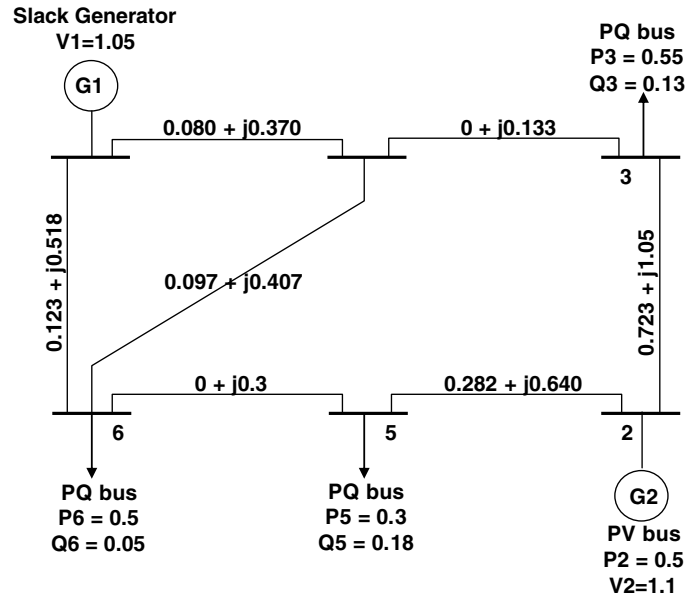 Slack Generator
V1=1.05
G1
PQ bus
P3 = 0.55
Q3 = 0.13
0.080 + j0.370
0 + j0.133
3
0.123 + j0.518
0.097 + j0.407
0.723 + j1.05
0 + j0.3
0.282 + j0.640
6
5
2
G2
PQ bus
P6 = 0.5
Q6 = 0.05
PQ bus
P5 = 0.3
Q5 = 0.18
PV bus
P2 = 0.5
V2=1.1